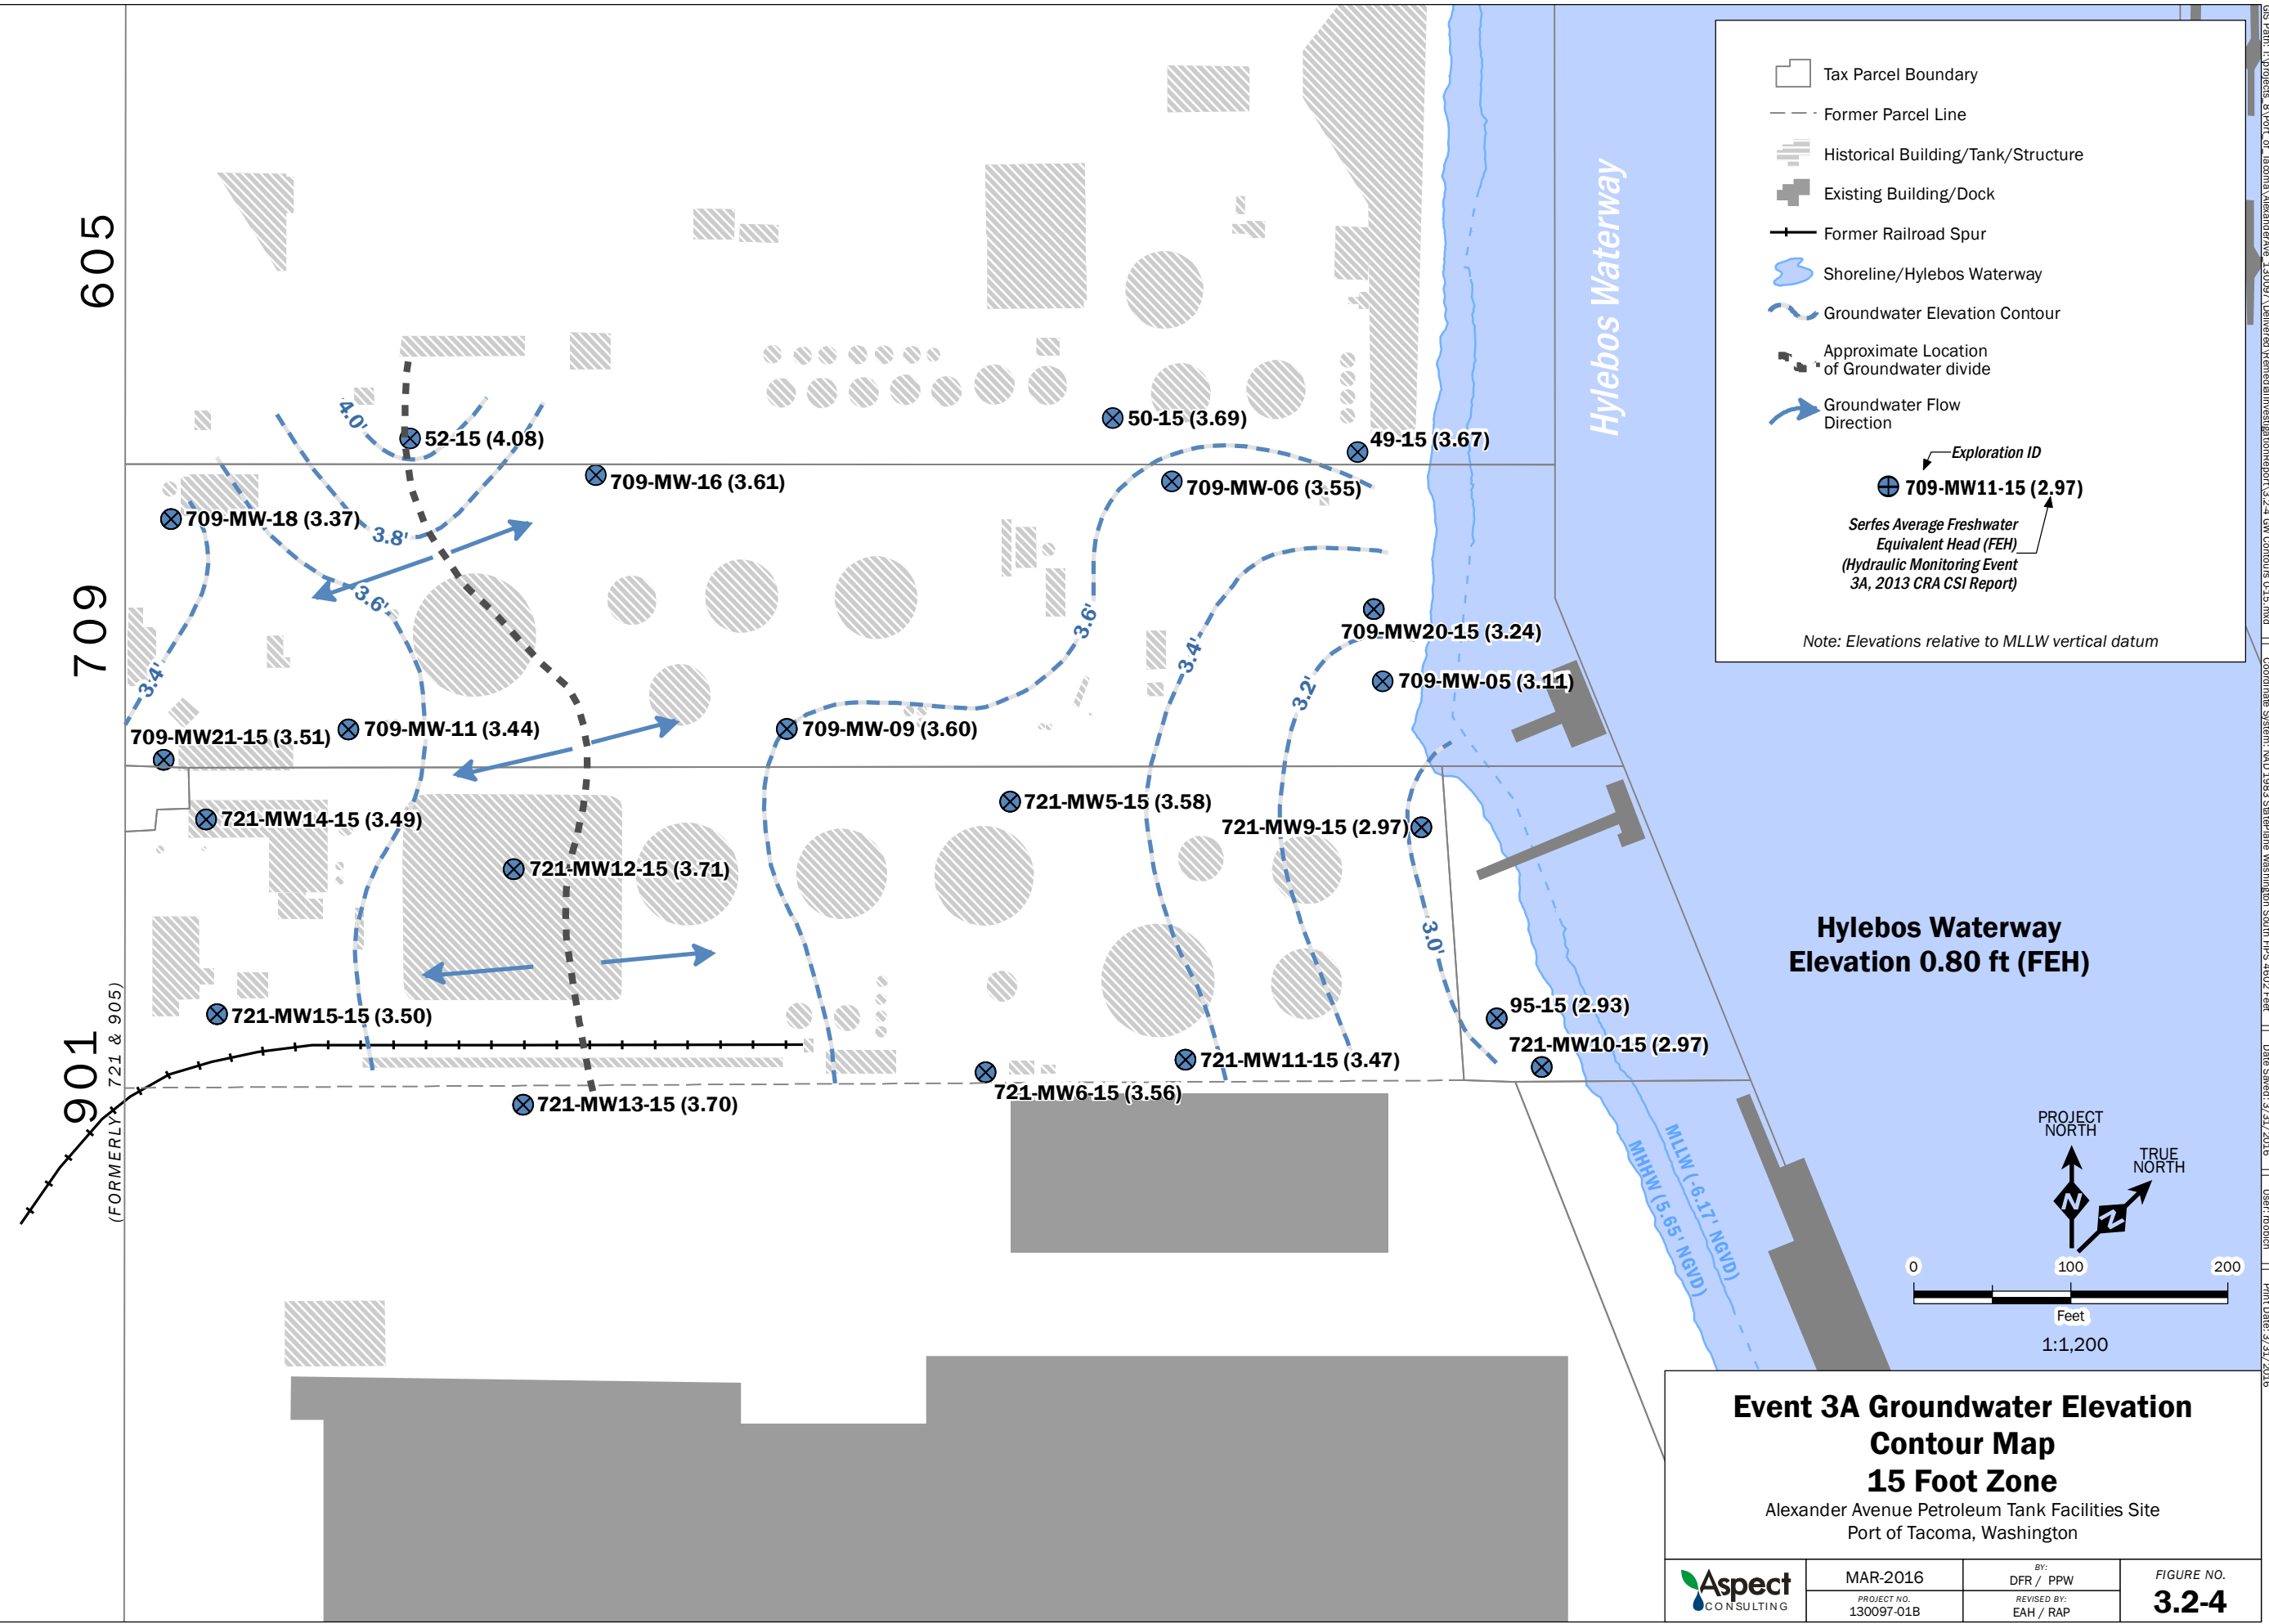 605
709
901
(FORMERLY 721 & 905)
4.0'
52-15 (4.08)
50-15 (3.69)
49-15 (3.67)
709-MW-16 (3.61)
709-MW-06 (3.55)
709-MW-18 (3.37)
3.8'
3.6'
3.6'
3.4'
3.4'
3.2'
709-MW20-15 (3.24)
709-MW-05 (3.11)
709-MW21-15 (3.51)
709-MW-11 (3.44)
709-MW-09 (3.60)
721-MW14-15 (3.49)
721-MW5-15 (3.58)
721-MW9-15 (2.97)
721-MW12-15 (3.71)
3.0'
721-MW15-15 (3.50)
95-15 (2.93)
721-MW10-15 (2.97)
721-MW11-15 (3.47)
721-MW6-15 (3.56)
721-MW13-15 (3.70)
Hylebos Waterway
MLLW (-6.17' NGVD)
MHHW (5.65' NGVD)
Hylebos Waterway
Elevation 0.80 ft (FEH)
Tax Parcel Boundary
Former Parcel Line
Historical Building/Tank/Structure
Existing Building/Dock
Former Railroad Spur
Shoreline/Hylebos Waterway
Groundwater Elevation Contour
Approximate Location
of Groundwater divide
Groundwater Flow
Direction
Exploration ID
709-MW11-15 (2.97)
Serfes Average Freshwater
Equivalent Head (FEH)
(Hydraulic Monitoring Event
3A, 2013 CRA CSI Report)
Note: Elevations relative to MLLW vertical datum
PROJECT
NORTH
TRUE
NORTH
N
N
0 100 200
Feet
1:1,200
Event 3A Groundwater Elevation
Contour Map
15 Foot Zone
Alexander Avenue Petroleum Tank Facilities Site
Port of Tacoma, Washington
Aspect
CONSULTING
MAR-2016
PROJECT NO.
130097-01B
BY:
DFR / PPW
REVISED BY:
EAH / RAP
FIGURE NO.
3.2-4